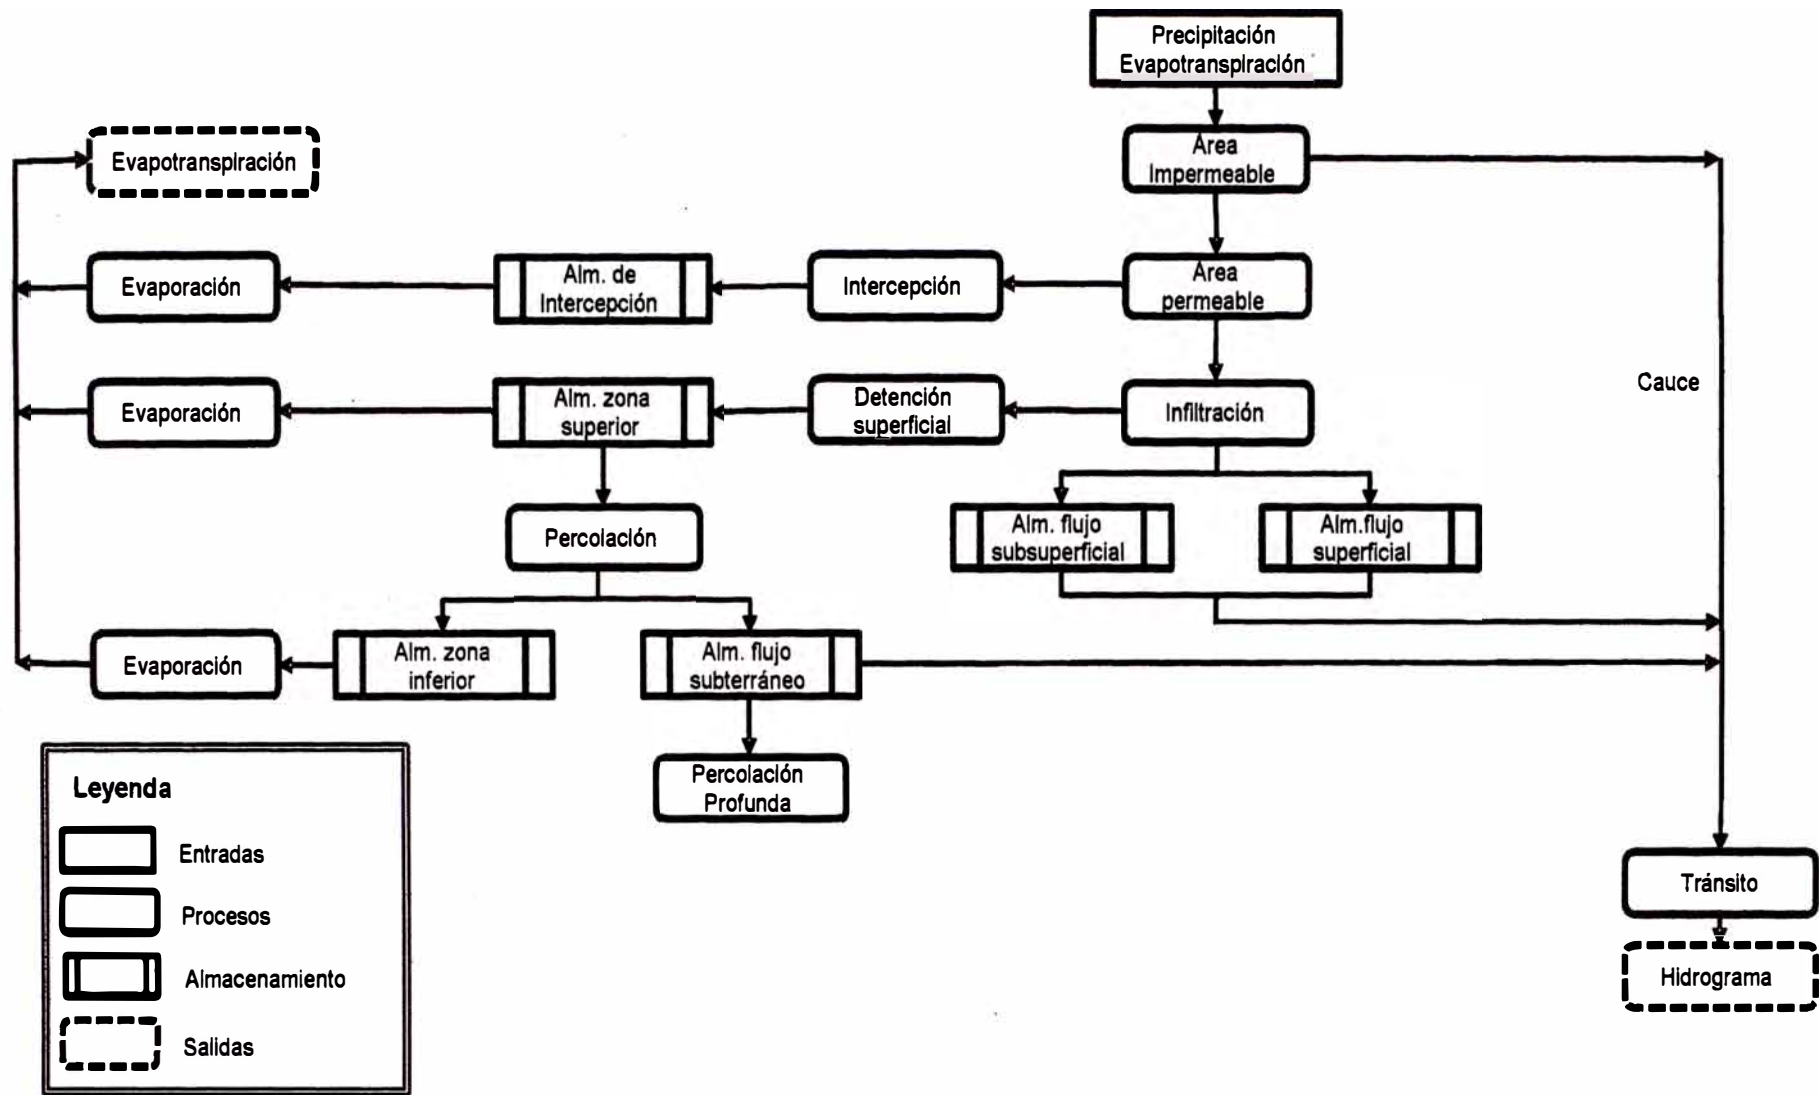 Precipitación
Evapotranspiración
Área
Impermeable
Evapotranspiración
Evaporación
Alm. de
Intercepción
Intercepción
Área
permeable
Evaporación
Alm. zona
superior
Detención
superficial
Infiltración
Cauce
Percolación
Alm. flujo
subsuperficial
Alm.flujo
superficial
Evaporación
Alm. zona
inferior
Alm. flujo
subterráneo
Percolación
Profunda
Leyenda
Entradas
Procesos
Almacenamiento
Salidas
Tránsito
Hidrograma